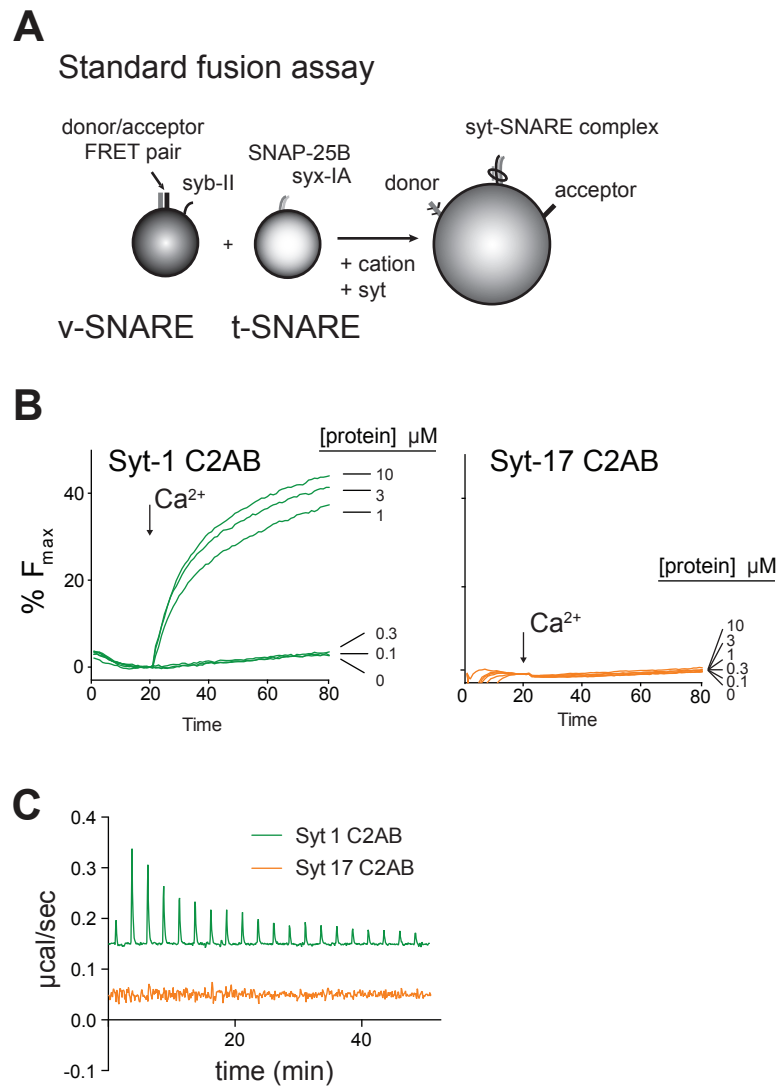 A
Standard fusion assay
donor/acceptor
FRET pair
syb-II
SNAP-25B
syx-IA
syt-SNARE complex
donor
acceptor
+
+ cation
+ syt
v-SNARE
t-SNARE
B
[protein] µM
Syt-1 C2AB
Ca2+
10
3
1
0.3
0.1
0
% Fmax
40
20
0
0
20
40
60
80
Time
Syt-17 C2AB
[protein] µM
Ca2+
10
3
1
0.3
0.1
0
0
20
40
60
80
Time
C
Syt 1 C2AB
Syt 17 C2AB
µcal/sec
0.4
0.3
0.2
0.1
0.0
-0.1
20
40
time (min)